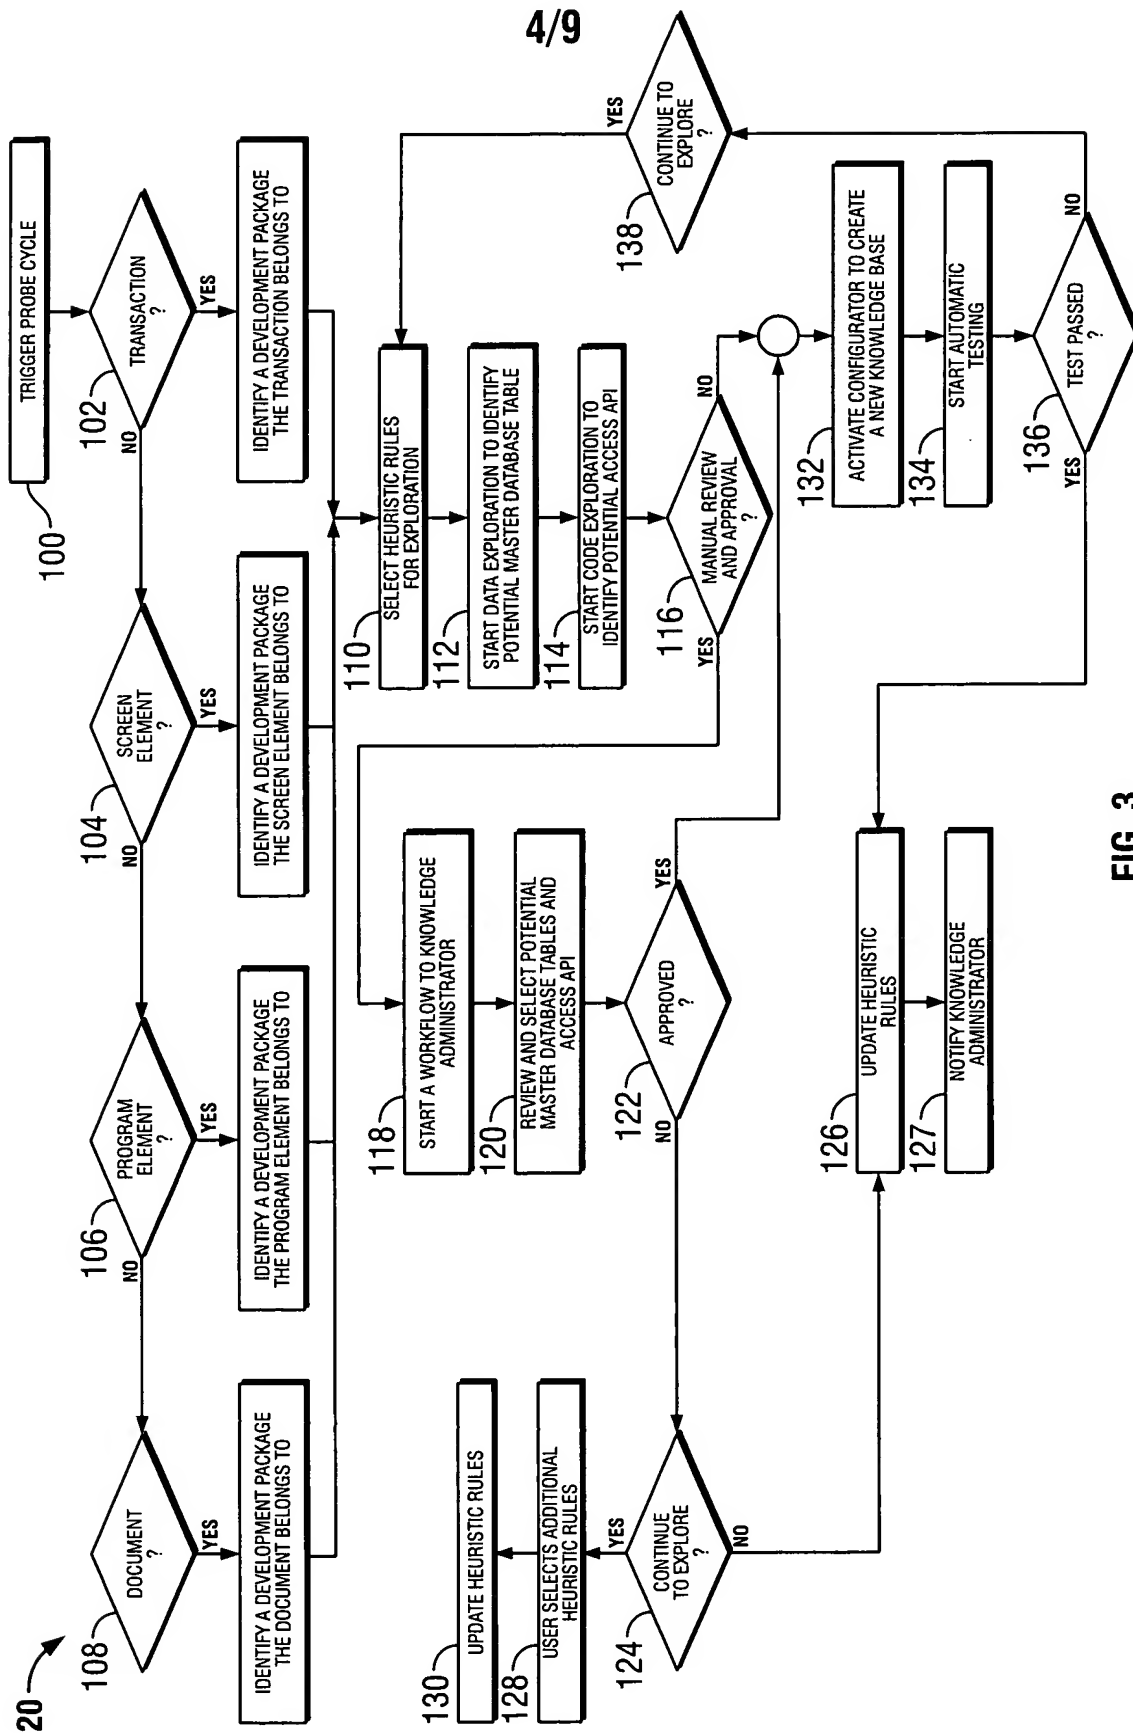 4/9
20
100
TRIGGER PROBE CYCLE
102
TRANSACTION
?
NO
YES
IDENTIFY A DEVELOPMENT PACKAGE
THE TRANSACTION BELONGS TO
104
SCREEN
ELEMENT
?
NO
YES
IDENTIFY A DEVELOPMENT PACKAGE
THE SCREEN ELEMENT BELONGS TO
106
PROGRAM
ELEMENT
?
NO
YES
IDENTIFY A DEVELOPMENT PACKAGE
THE PROGRAM ELEMENT BELONGS TO
108
DOCUMENT
?
YES
IDENTIFY A DEVELOPMENT PACKAGE
THE DOCUMENT BELONGS TO
110
SELECT HEURISTIC RULES
FOR EXPLORATION
112
START DATA EXPLORATION TO IDENTIFY
POTENTIAL MASTER DATABASE TABLE
114
START CODE EXPLORATION TO
IDENTIFY POTENTIAL ACCESS API
116
MANUAL REVIEW
AND APPROVAL
?
YES
NO
118
START A WORKFLOW TO KNOWLEDGE
ADMINISTRATOR
120
REVIEW AND SELECT POTENTIAL
MASTER DATABASE TABLES AND
ACCESS API
122
APPROVED
?
NO
YES
124
CONTINUE
TO EXPLORE
?
YES
NO
128
USER SELECTS ADDITIONAL
HEURISTIC RULES
130
UPDATE HEURISTIC RULES
126
UPDATE HEURISTIC
RULES
127
NOTIFY KNOWLEDGE
ADMINISTRATOR
132
ACTIVATE CONFIGURATOR TO CREATE
A NEW KNOWLEDGE BASE
134
START AUTOMATIC
TESTING
136
TEST PASSED
?
YES
NO
138
CONTINUE TO
EXPLORE
?
YES
FIG. 3